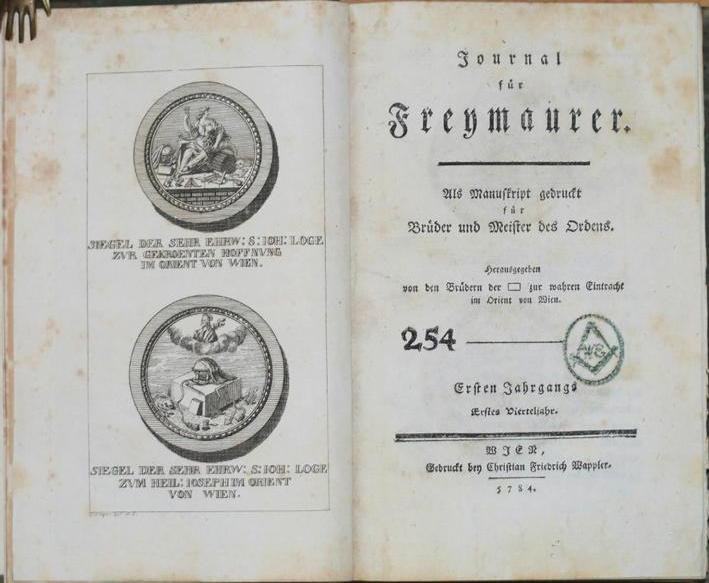 SIEGEL DER SEHR EHRW: S: IOH: LOGE
ZUR GEKROENTEN HOFFNUNG
IM ORIENT VON WIEN.
SIEGEL DER SEHR EHRW: S: IOH: LOGE
ZVM HEIL: IOSEPH IM ORIENT
VON WIEN.
Journal
für
Freymaurer.
Als Manuskript gedruckt
für
Brüder und Meister des Ordens.
Herausgegeben
von den Brüdern der ▭ zur wahren Eintracht
im Orient von Wien.
254
Ersten Jahrgangs
Erstes Vierteljahr.
WIEN,
Gedruckt bey Christian Friedrich Wappler.
5784.